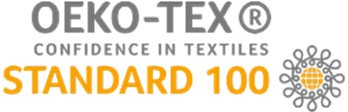 OEKO-TEX®
CONFIDENCE IN TEXTILES
STANDARD 100